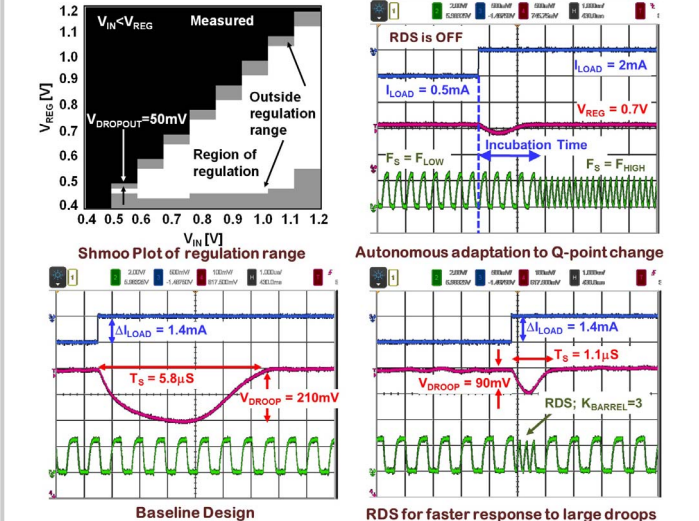 1.2
1.1
1.0
0.9
0.8
0.7
0.6
0.5
0.4
V_REG [V]
V_IN<V_REG
Measured
V_DROPOUT=50mV
Outside
regulation
range
Region of
regulation
0.4 0.5 0.6 0.7 0.8 0.9 1.0 1.1 1.2
V_IN [V]
Shmoo Plot of regulation range
RDS is OFF
I_LOAD = 2mA
I_LOAD = 0.5mA
V_REG = 0.7V
Incubation Time
F_S = F_LOW
F_S = F_HIGH
Autonomous adaptation to Q-point change
ΔI_LOAD = 1.4mA
T_S = 5.8μS
V_DROOP = 210mV
Baseline Design
ΔI_LOAD = 1.4mA
T_S = 1.1μS
V_DROOP = 90mV
RDS; K_BARREL=3
RDS for faster response to large droops